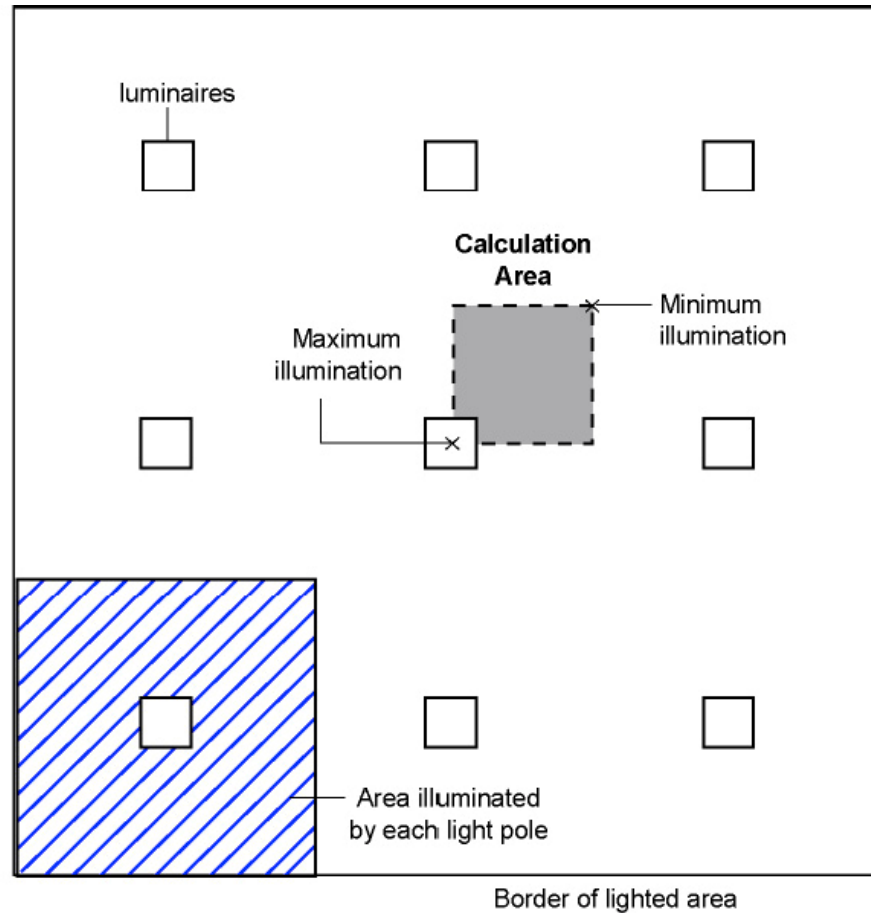 luminaires
Calculation
Area
Minimum
illumination
Maximum
illumination
Area illuminated
by each light pole
Border of lighted area